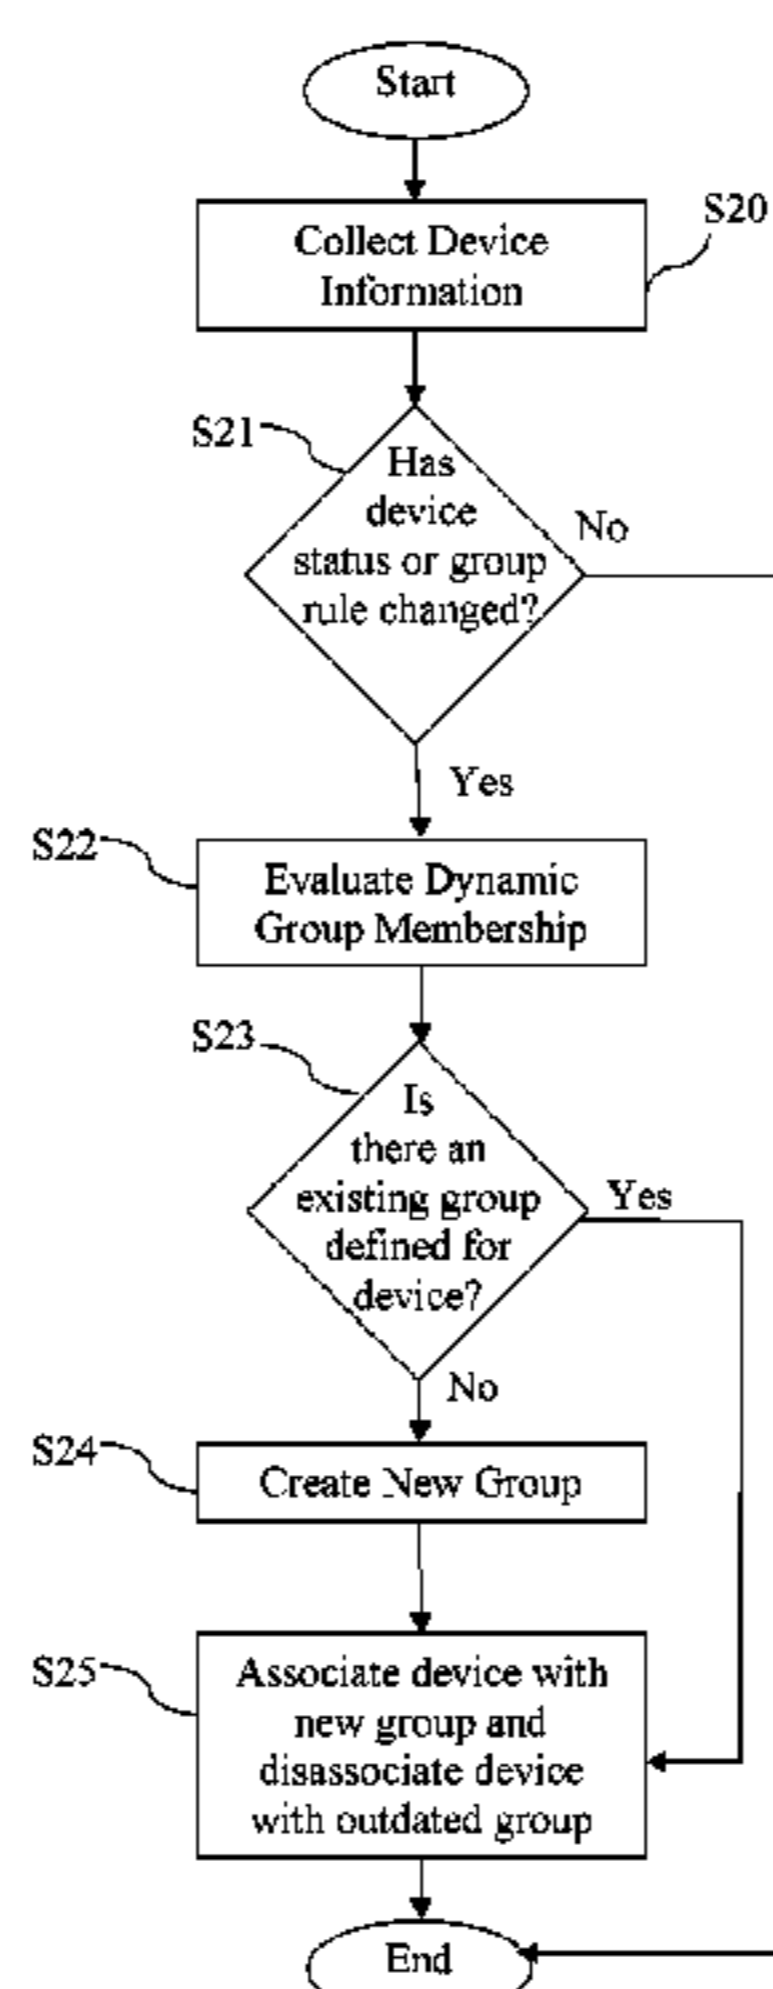 Start
Collect Device
Information
S20
S21
Has
device
status or group
rule changed?
No
Yes
S22
Evaluate Dynamic
Group Membership
S23
Is
there an
existing group
defined for
device?
Yes
No
S24
Create New Group
S25
Associate device with
new group and
disassociate device
with outdated group
End